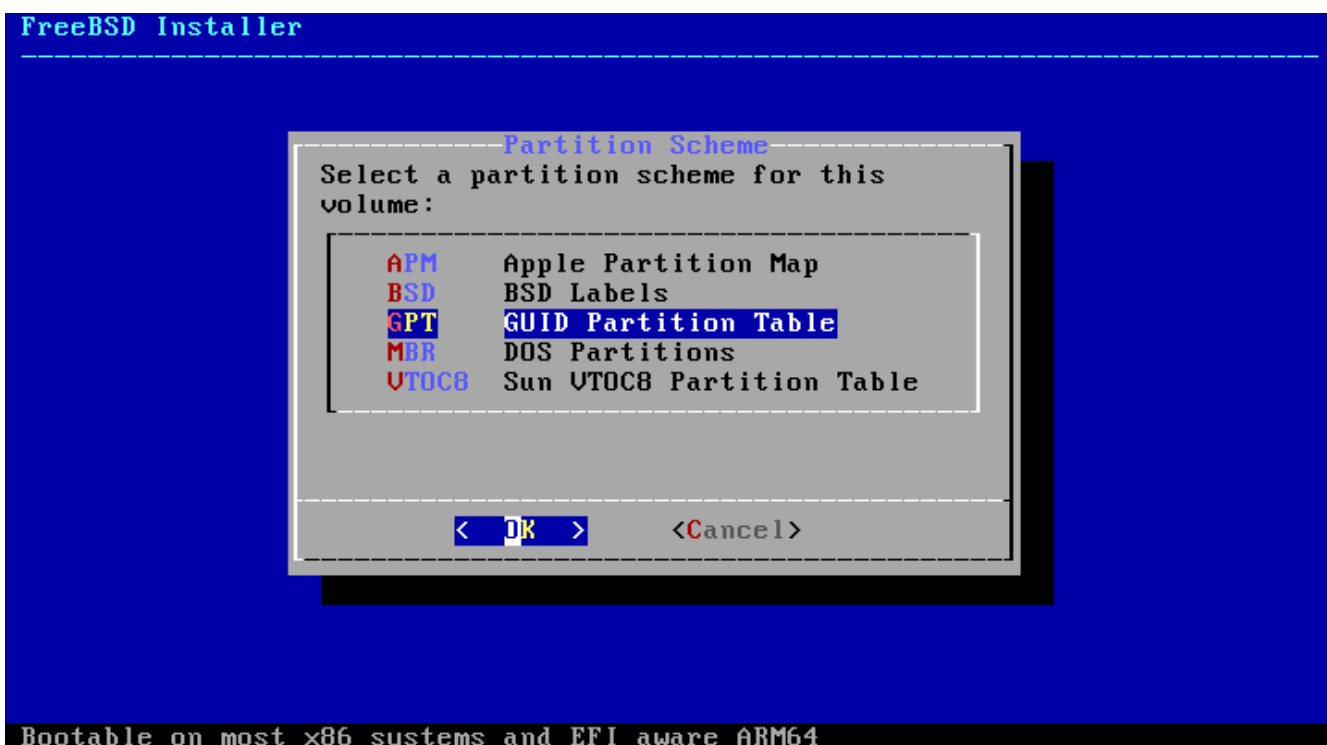 FreeBSD Installer
Partition Scheme
Select a partition scheme for this
volume:
APM Apple Partition Map
BSD BSD Labels
GPT GUID Partition Table
MBR DOS Partitions
VTOC8 Sun VTOC8 Partition Table
< OK > <Cancel>
Bootable on most x86 systems and EFI aware ARM64